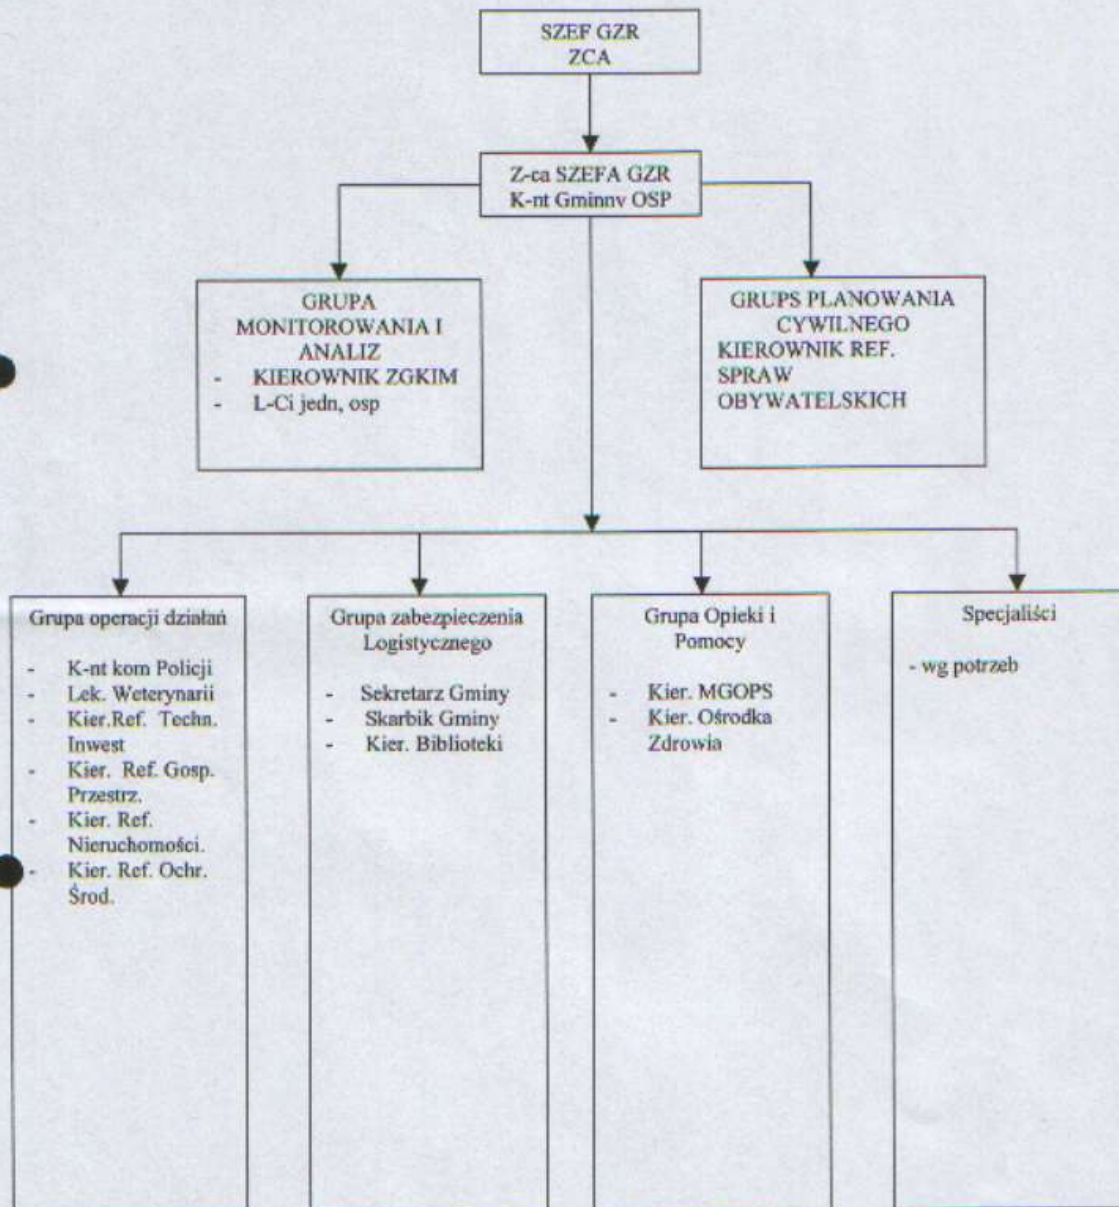 SZEF GZR
ZCA
Z-ca SZEFA GZR
K-nt Gminnv OSP
GRUPA
MONITOROWANIA I
ANALIZ
- KIEROWNIK ZGKIM
- L-Ci jedn, osp
GRUPS PLANOWANIA
CYWILNEGO
KIEROWNIK REF.
SPRAW
OBYWATELSKICH
Grupa operacji działań
- K-nt kom Policji
- Lek. Weterynarii
- Kier.Ref. Techn.
Inwest
- Kier. Ref. Gosp.
Przestrz.
- Kier. Ref.
Nieruchomości.
- Kier. Ref. Ochr.
Środ.
Grupa zabezpieczenia
Logistycznego
- Sekretarz Gminy
- Skarbik Gminy
- Kier. Biblioteki
Grupa Opieki i
Pomocy
- Kier. MGOPS
- Kier. Ośrodka
Zdrowia
Specjaliści
- wg potrzeb